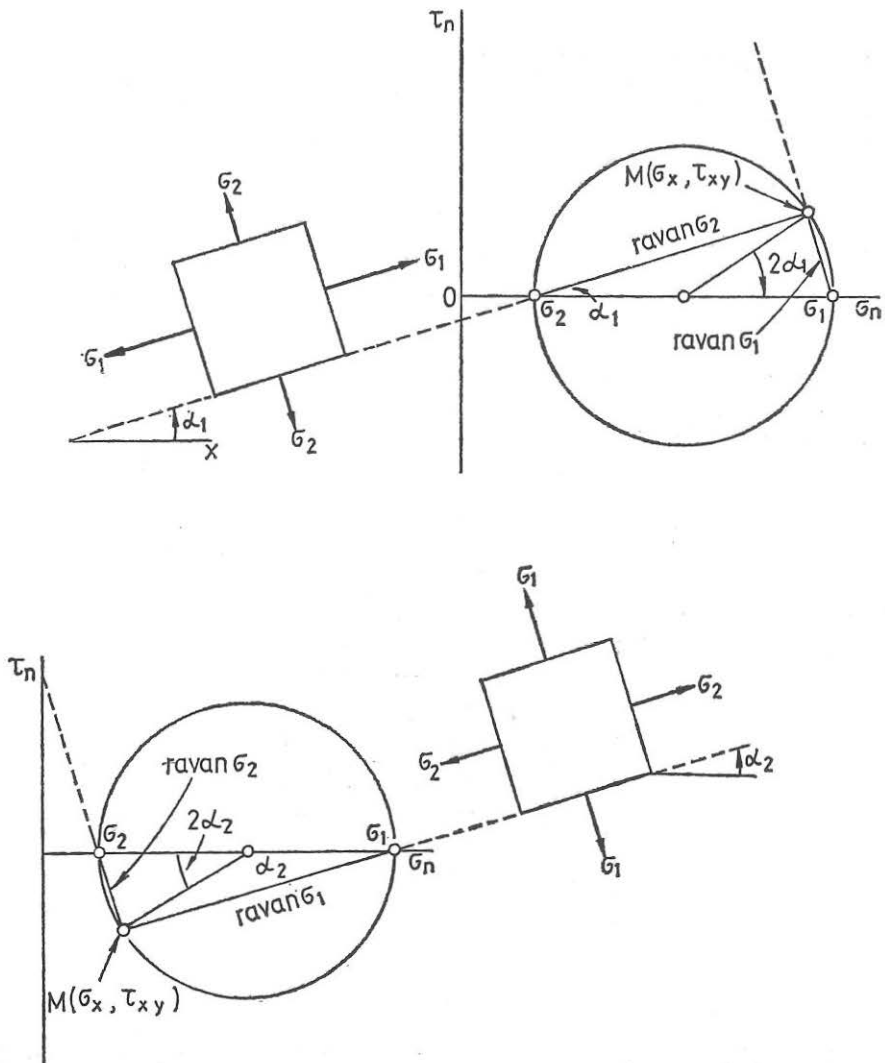 τn
M(σx, τxy)
σ2
ravan σ2
σ1
2α1
0
σ2
α1
σ1
σn
σ1
ravan σ1
α1
x
σ2
σ1
τn
σ2
ravan σ2
σ2
α2
σ2
2α2
σ1
α2
σn
σ1
ravan σ1
M(σx, τxy)